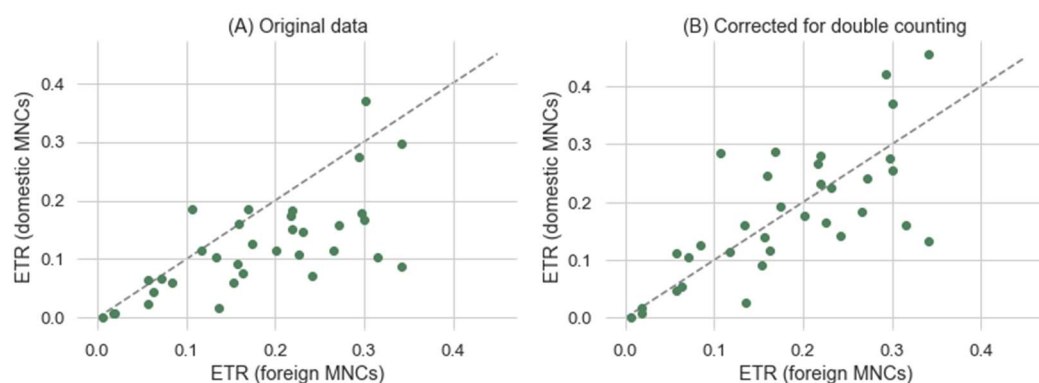 (A) Original data
ETR (domestic MNCs)
0.4
0.3
0.2
0.1
0.0
0.0 0.1 0.2 0.3 0.4
ETR (foreign MNCs)
(B) Corrected for double counting
ETR (domestic MNCs)
0.4
0.3
0.2
0.1
0.0
0.0 0.1 0.2 0.3 0.4
ETR (foreign MNCs)